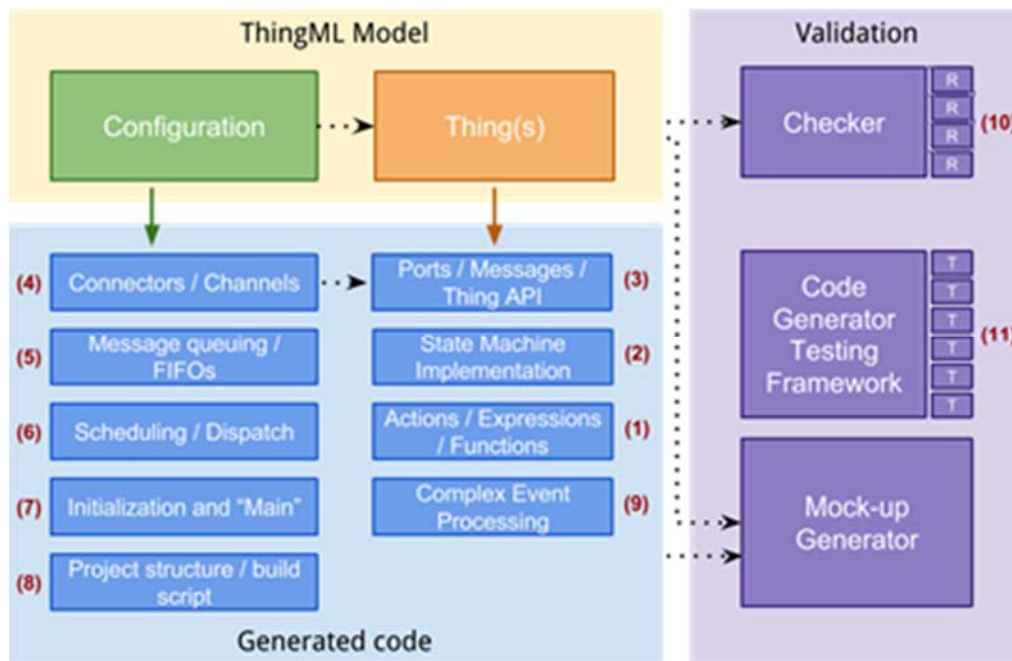 ThingML Model
Validation
Configuration
Thing(s)
Checker
R
R
R
R
(10)
(4)
Connectors / Channels
Ports / Messages /
Thing API
(3)
(5)
Message queuing /
FIFOs
State Machine
Implementation
(2)
(6)
Scheduling / Dispatch
Actions / Expressions
/ Functions
(1)
(7)
Initialization and "Main"
Complex Event
Processing
(9)
(8)
Project structure / build
script
Generated code
Code
Generator
Testing
Framework
T
T
T
T
T
T
(11)
Mock-up
Generator